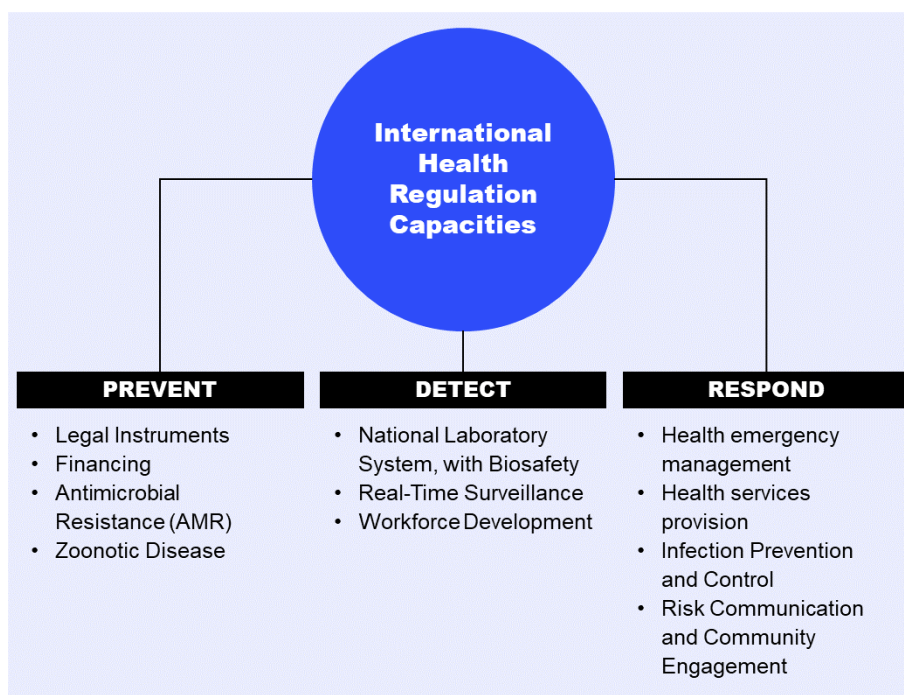 International
Health
Regulation
Capacities
PREVENT
• Legal Instruments
• Financing
• Antimicrobial
Resistance (AMR)
• Zoonotic Disease
DETECT
• National Laboratory
System, with Biosafety
• Real-Time Surveillance
• Workforce Development
RESPOND
• Health emergency
management
• Health services
provision
• Infection Prevention
and Control
• Risk Communication
and Community
Engagement